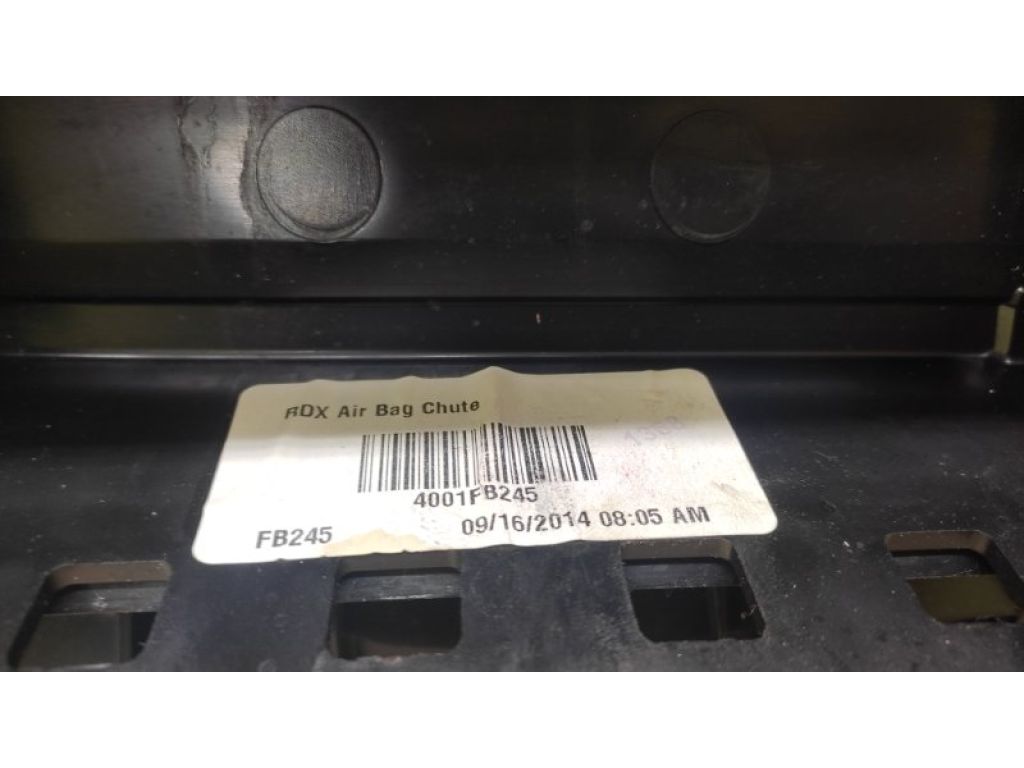 RDX Air Bag Chute
4001FB245
FB245
09/16/2014 08:05 AM